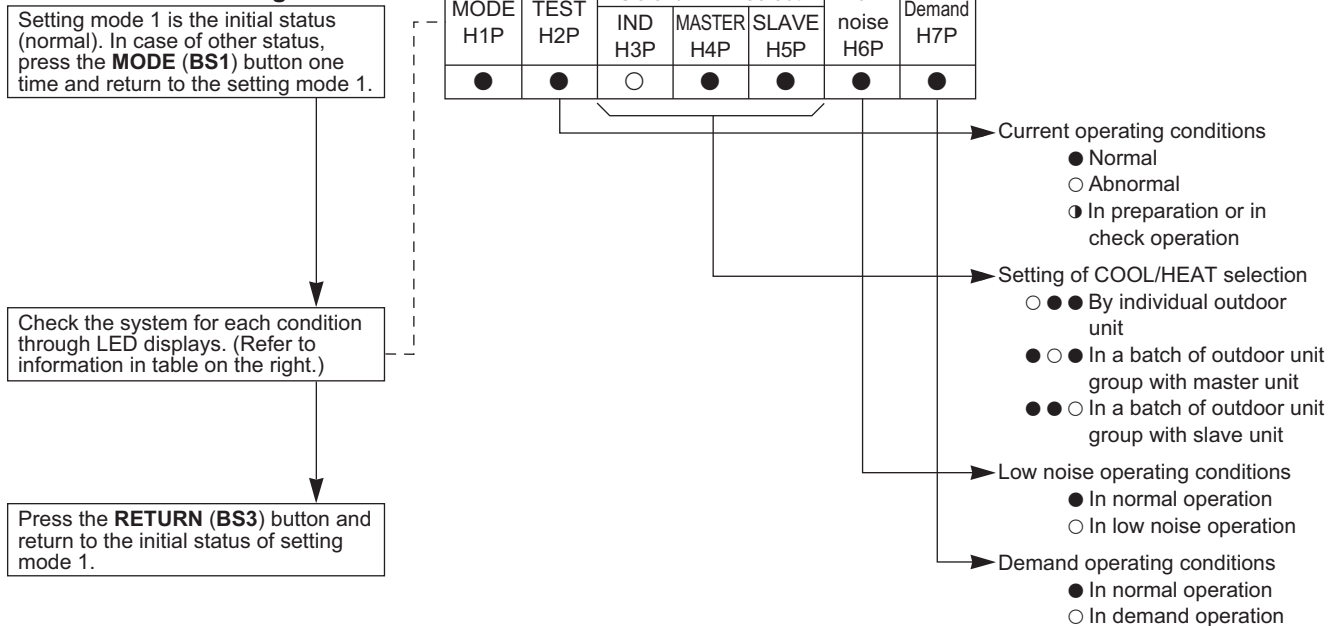 Setting mode 1 is the initial status
(normal). In case of other status,
press the MODE (BS1) button one
time and return to the setting mode 1.
Check the system for each condition
through LED displays. (Refer to
information in table on the right.)
Press the RETURN (BS3) button and
return to the initial status of setting
mode 1.
MODE
H1P
TEST
H2P
IND
H3P
MASTER
H4P
SLAVE
H5P
noise
H6P
Demand
H7P
● ● ○ ● ● ● ●
Current operating conditions
● Normal
○ Abnormal
◑ In preparation or in
check operation
Setting of COOL/HEAT selection
○ ● ● By individual outdoor
unit
● ○ ● In a batch of outdoor unit
group with master unit
● ● ○ In a batch of outdoor unit
group with slave unit
Low noise operating conditions
● In normal operation
○ In low noise operation
Demand operating conditions
● In normal operation
○ In demand operation